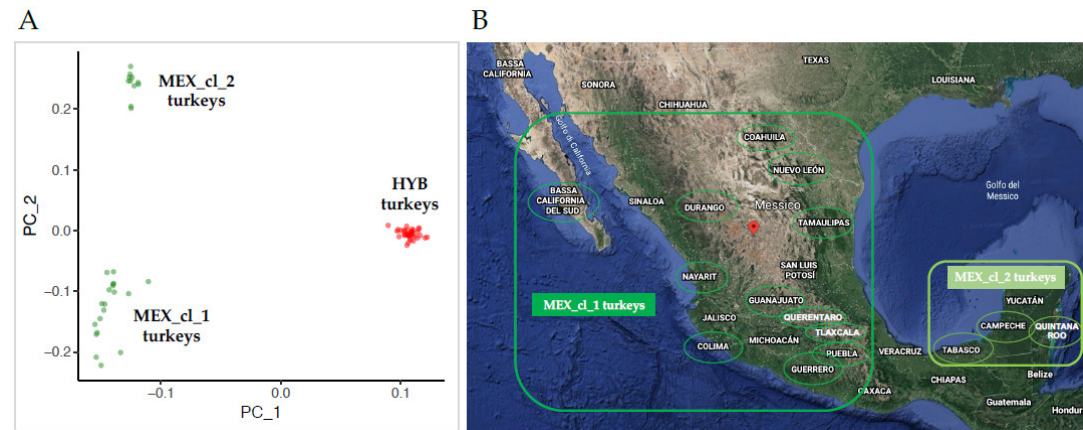 A
B
MEX_cl_2
turkeys
HYB
turkeys
MEX_cl_1
turkeys
PC_2
0.2
0.1
0.0
−0.1
−0.2
−0.1
0.0
0.1
PC_1
BASSA
CALIFORNIA
SONORA
CHIHUAHUA
TEXAS
LOUISIANA
COAHUILA
Golfo di California
NUEVO LEÓN
BASSA
CALIFORNIA
DEL SUD
SINALOA
DURANGO
Messico
TAMAULIPAS
Golfo del
Messico
SAN LUIS
POTOSÍ
NAYARIT
MEX_cl_1 turkeys
GUANAJUATO
JALISCO
QUERENTARO
TLAXCALA
COLIMA
MICHOACÁN
PUEBLA
GUERRERO
VERACRUZ
OAXACA
MEX_cl_2 turkeys
YUCATÁN
CAMPECHE
QUINTANA
ROO
TABASCO
CHIAPAS
Belize
Guatemala
Hondur